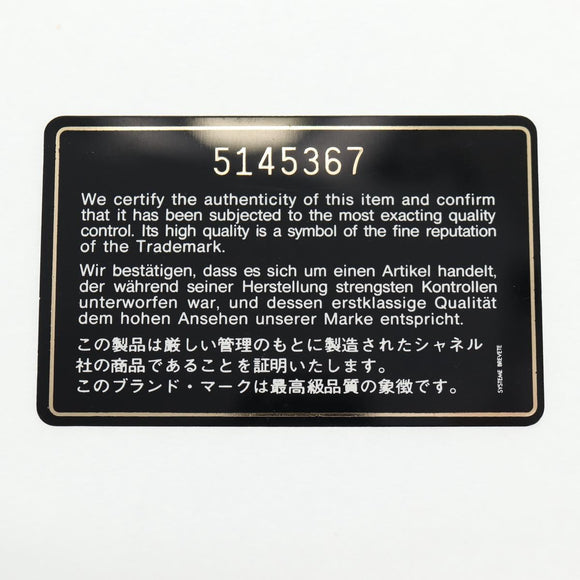 5145367
We certify the authenticity of this item and confirm
that it has been subjected to the most exacting quality
control. Its high quality is a symbol of the fine reputation
of the Trademark.
Wir bestätigen, dass es sich um einen Artikel handelt,
der während seiner Herstellung strengsten Kontrollen
unterworfen war, und dessen erstklassige Qualität
dem hohen Ansehen unserer Marke entspricht.
この製品は厳しい管理のもとに製造されたシャネル
社の商品であることを証明いたします。
このブランド・マークは最高級品質の象徴です。
SYSTEME BREVETE